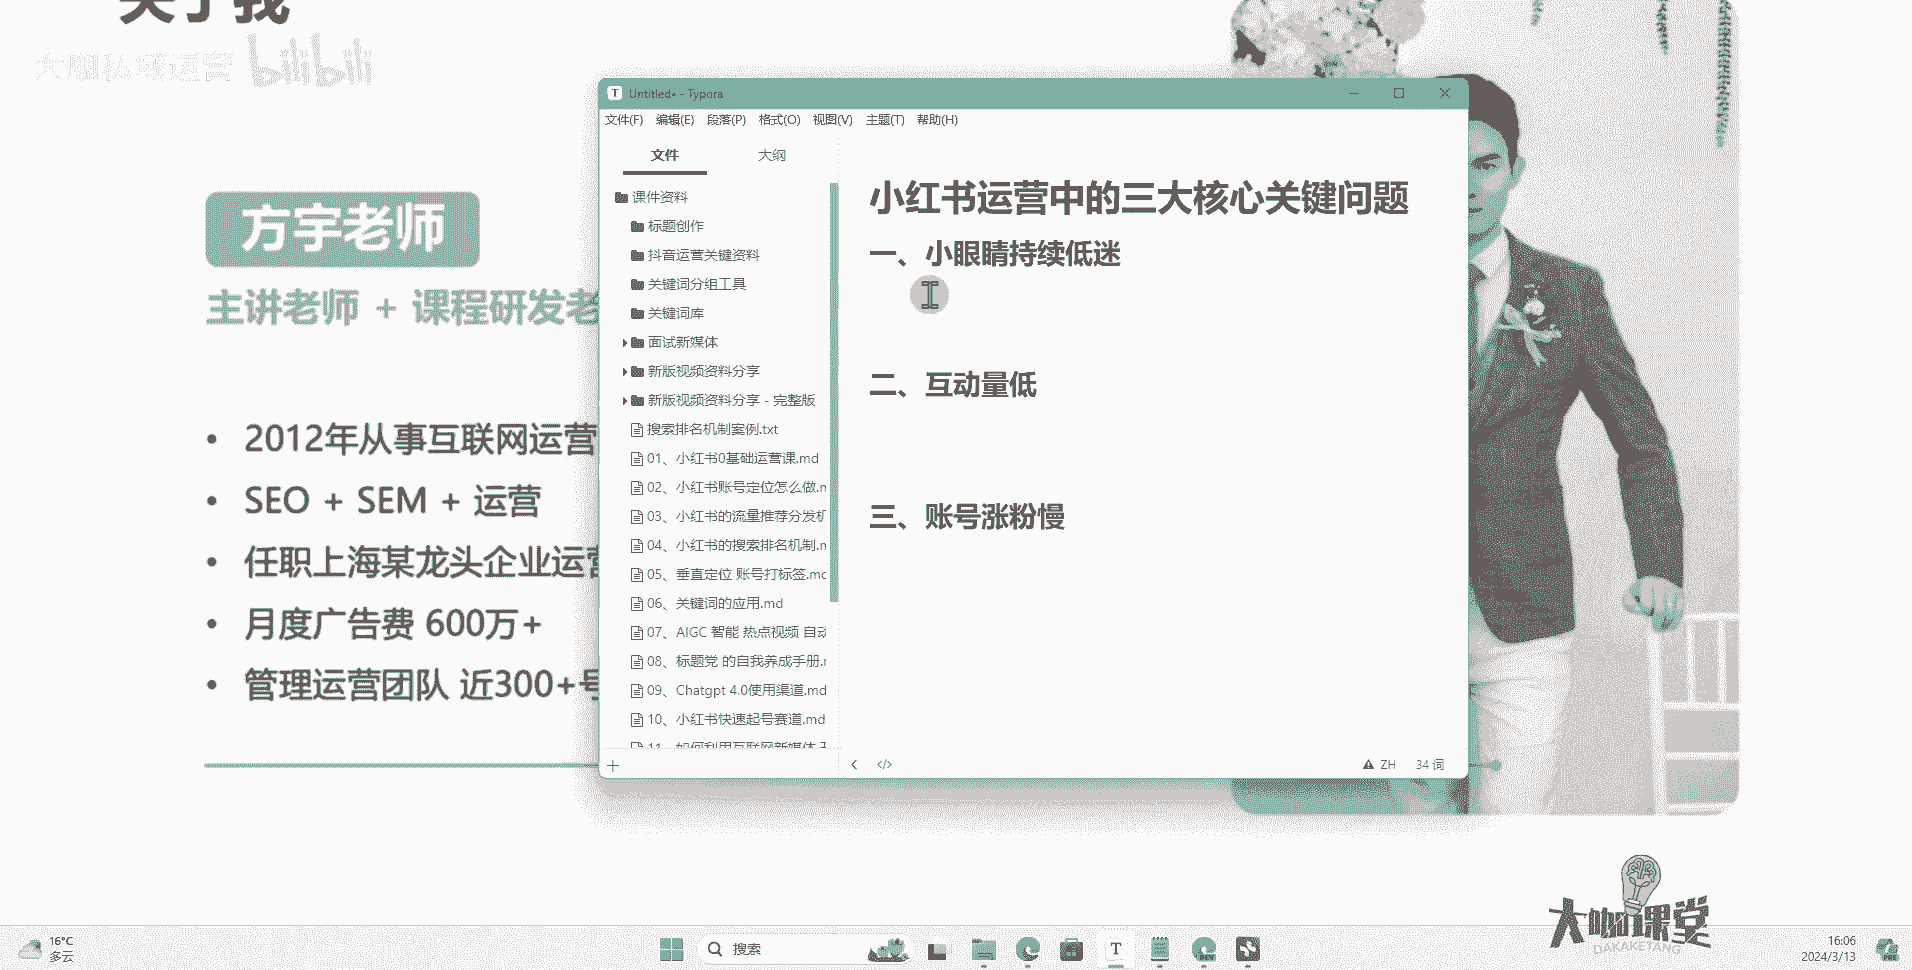 关于我
大咖私域运营 bilibili
方宇老师
主讲老师 + 课程研发老
2012年从事互联网运营
SEO + SEM + 运营
任职上海某龙头企业运营
月度广告费 600万+
管理运营团队 近300+号
Untitled• - Typora
文件(F) 编辑(E) 段落(P) 格式(O) 视图(V) 主题(T) 帮助(H)
文件 大纲
课件资料
标题创作
抖音运营关键资料
关键词分组工具
关键词库
面试新媒体
新版视频资料分享
新版视频资料分享 - 完整版
搜索排名机制案例.txt
01、小红书0基础运营课.md
02、小红书账号定位怎么做.m
03、小红书的流量推荐分发机
04、小红书的搜索排名机制.m
05、垂直定位 账号打标签.md
06、关键词的应用.md
07、AIGC 智能 热点视频 自动
08、标题党 的自我养成手册.m
09、Chatgpt 4.0使用渠道.md
10、小红书快速起号赛道.md
11、如何利用互联网新媒体
小红书运营中的三大核心关键问题
一、小眼睛持续低迷
二、互动量低
三、账号涨粉慢
ZH 34 词
大咖课堂
DAKAKETANG
16°C
多云
搜索
T
DEV
16:06
2024/3/13
PRE